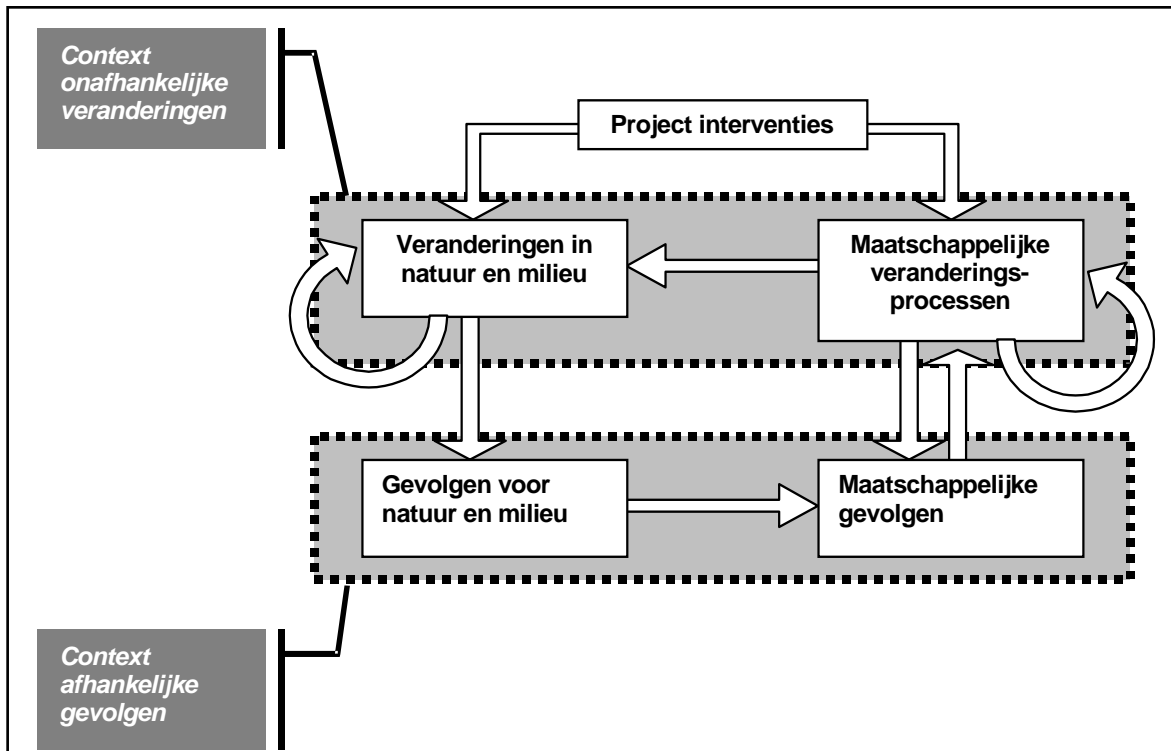 Context
onafhankelijke
veranderingen
Project interventies
Veranderingen in
natuur en milieu
Maatschappelijke
veranderings-
processen
Gevolgen voor
natuur en milieu
Maatschappelijke
gevolgen
Context
afhankelijke
gevolgen